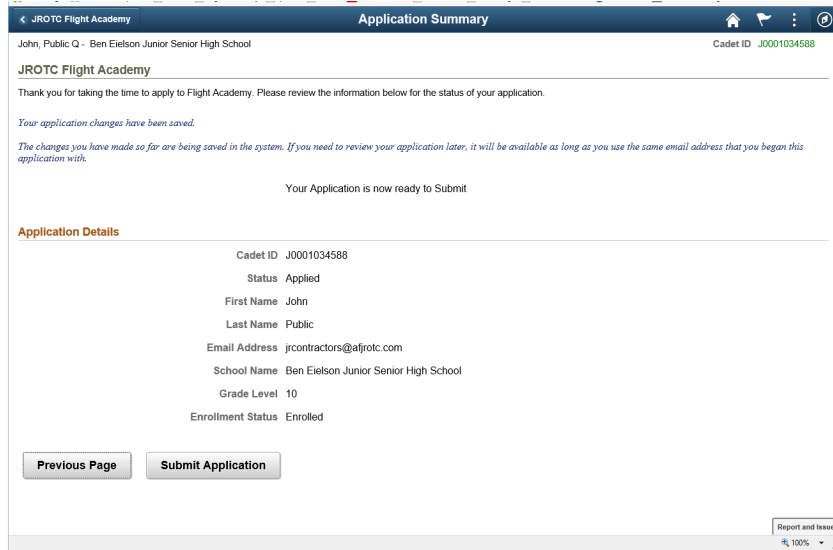 JROTC Flight Academy
Application Summary
John, Public Q - Ben Eielson Junior Senior High School
Cadet ID J0001034588
JROTC Flight Academy
Thank you for taking the time to apply to Flight Academy. Please review the information below for the status of your application.
Your application changes have been saved.
The changes you have made so far are being saved in the system. If you need to review your application later, it will be available as long as you use the same email address that you began this
application with.
Your Application is now ready to Submit
Application Details
Cadet ID J0001034588
Status Applied
First Name John
Last Name Public
Email Address jrcontractors@afjrotc.com
School Name Ben Eielson Junior Senior High School
Grade Level 10
Enrollment Status Enrolled
Previous Page
Submit Application
Report and Issue
100%